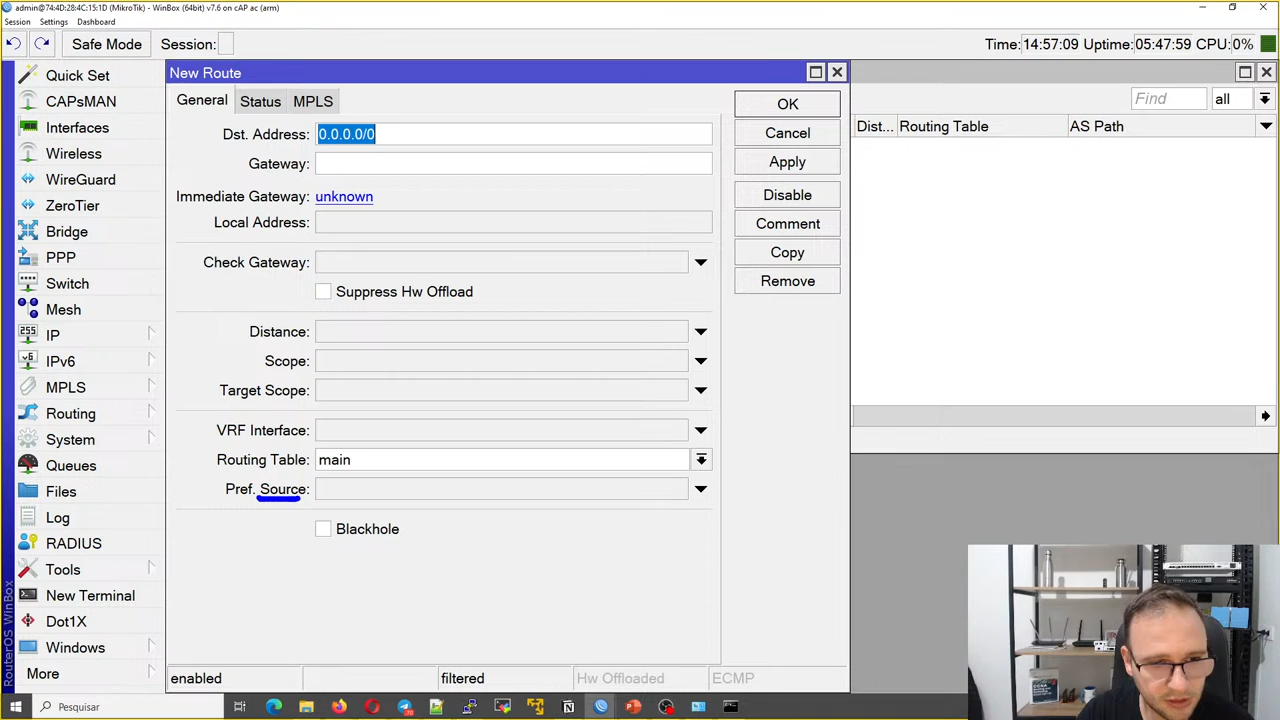 admin@74:4D:28:4C:15:1D (MikroTik) - WinBox (64bit) v7.6 on cAP ac (arm)
Session Settings Dashboard
Safe Mode Session: Time: 14:57:09 Uptime: 05:47:59 CPU: 0%
RouterOS WinBox
Quick Set
CAPsMAN
Interfaces
Wireless
WireGuard
ZeroTier
Bridge
PPP
Switch
Mesh
255 IP
v6 IPv6
MPLS
Routing
System
Queues
Files
Log
RADIUS
Tools
New Terminal
Dot1X
Windows
More
New Route
General Status MPLS
Dst. Address: 0.0.0.0/0
Gateway:
Immediate Gateway: unknown
Local Address:
Check Gateway:
Suppress Hw Offload
Distance:
Scope:
Target Scope:
VRF Interface:
Routing Table: main
Pref. Source:
Blackhole
OK
Cancel
Apply
Disable
Comment
Copy
Remove
enabled filtered Hw Offloaded ECMP
Find all
Dist... Routing Table AS Path
CCNA
Pesquisar